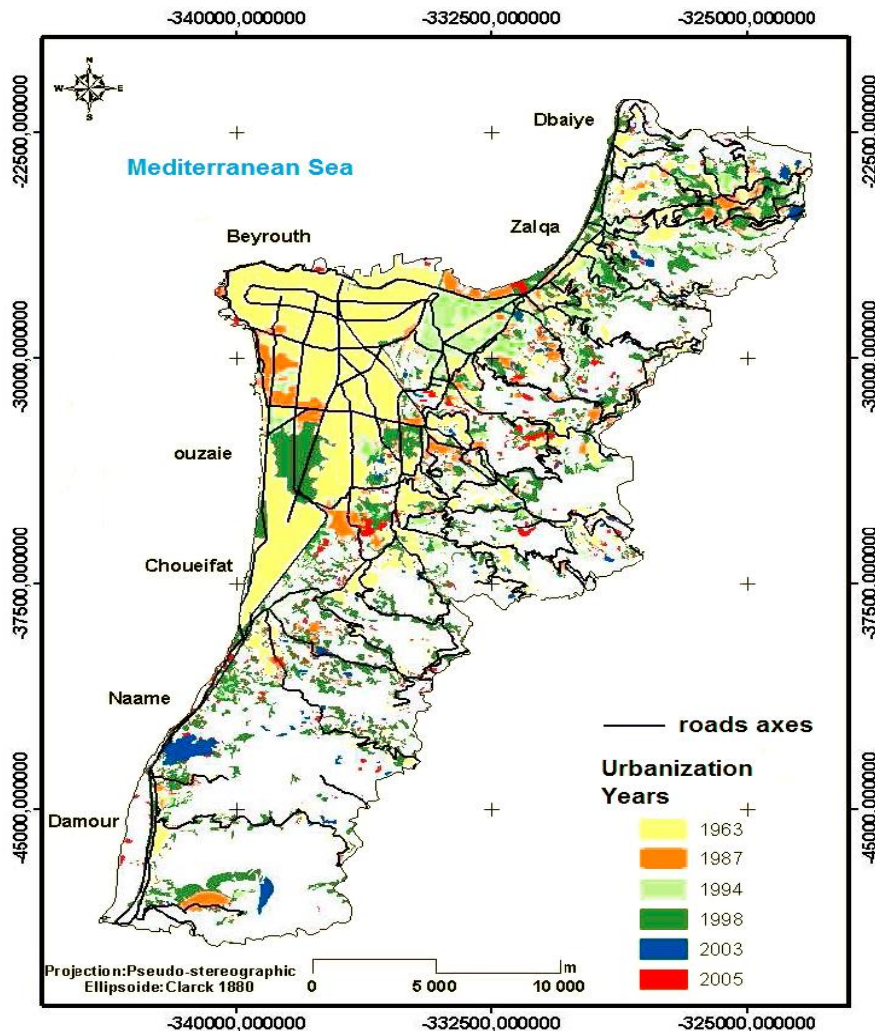 -340000,000000 -332500,000000 -325000,000000
N
W E
S
Dbaiye
-22500,000000 -22500,000000
Mediterranean Sea
Zalqa
Beyrouth
-30000,000000 -30000,000000
ouzaie
Choueifat
-37500,000000 -37500,000000
Naame
roads axes
Urbanization
Years
-45000,000000 -45000,000000
Damour
1963
1987
1994
1998
2003
2005
Projection:Pseudo-stereographic
Ellipsoide:Clarck 1880
m
0 5 000 10 000
-340000,000000 -332500,000000 -325000,000000